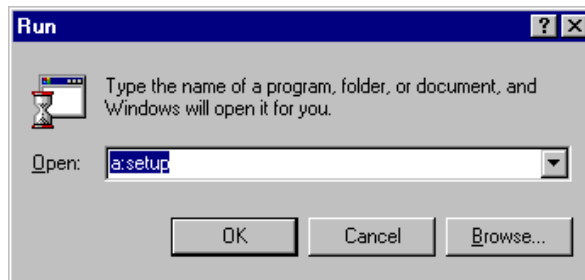 Run
Type the name of a program, folder, or document, and
Windows will open it for you.
Open: a:setup
OK Cancel Browse...